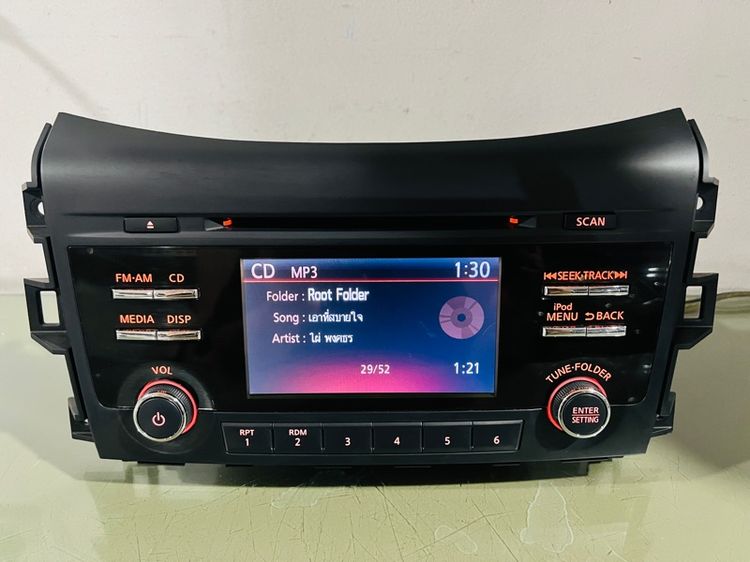 SCAN
FM·AM CD
MEDIA DISP
VOL
CD MP3 1:30
Folder : Root Folder
Song : เอาที่สบายใจ
Artist : ไผ่ พงศธร
29/52 1:21
SEEK·TRACK
iPod
MENU BACK
TUNE·FOLDER
ENTER
SETTING
RPT
1
RDM
2
3
4
5
6